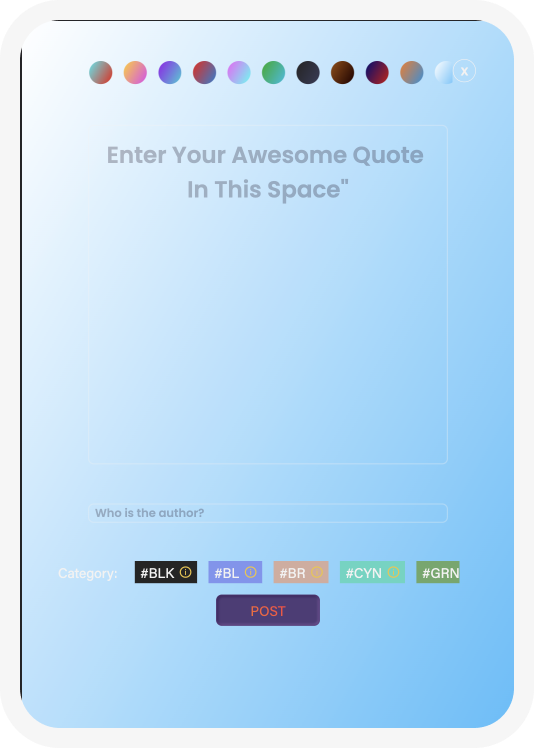 X
Enter Your Awesome Quote
In This Space"
Who is the author?
Category: #BLK #BL #BR #CYN #GRN
POST